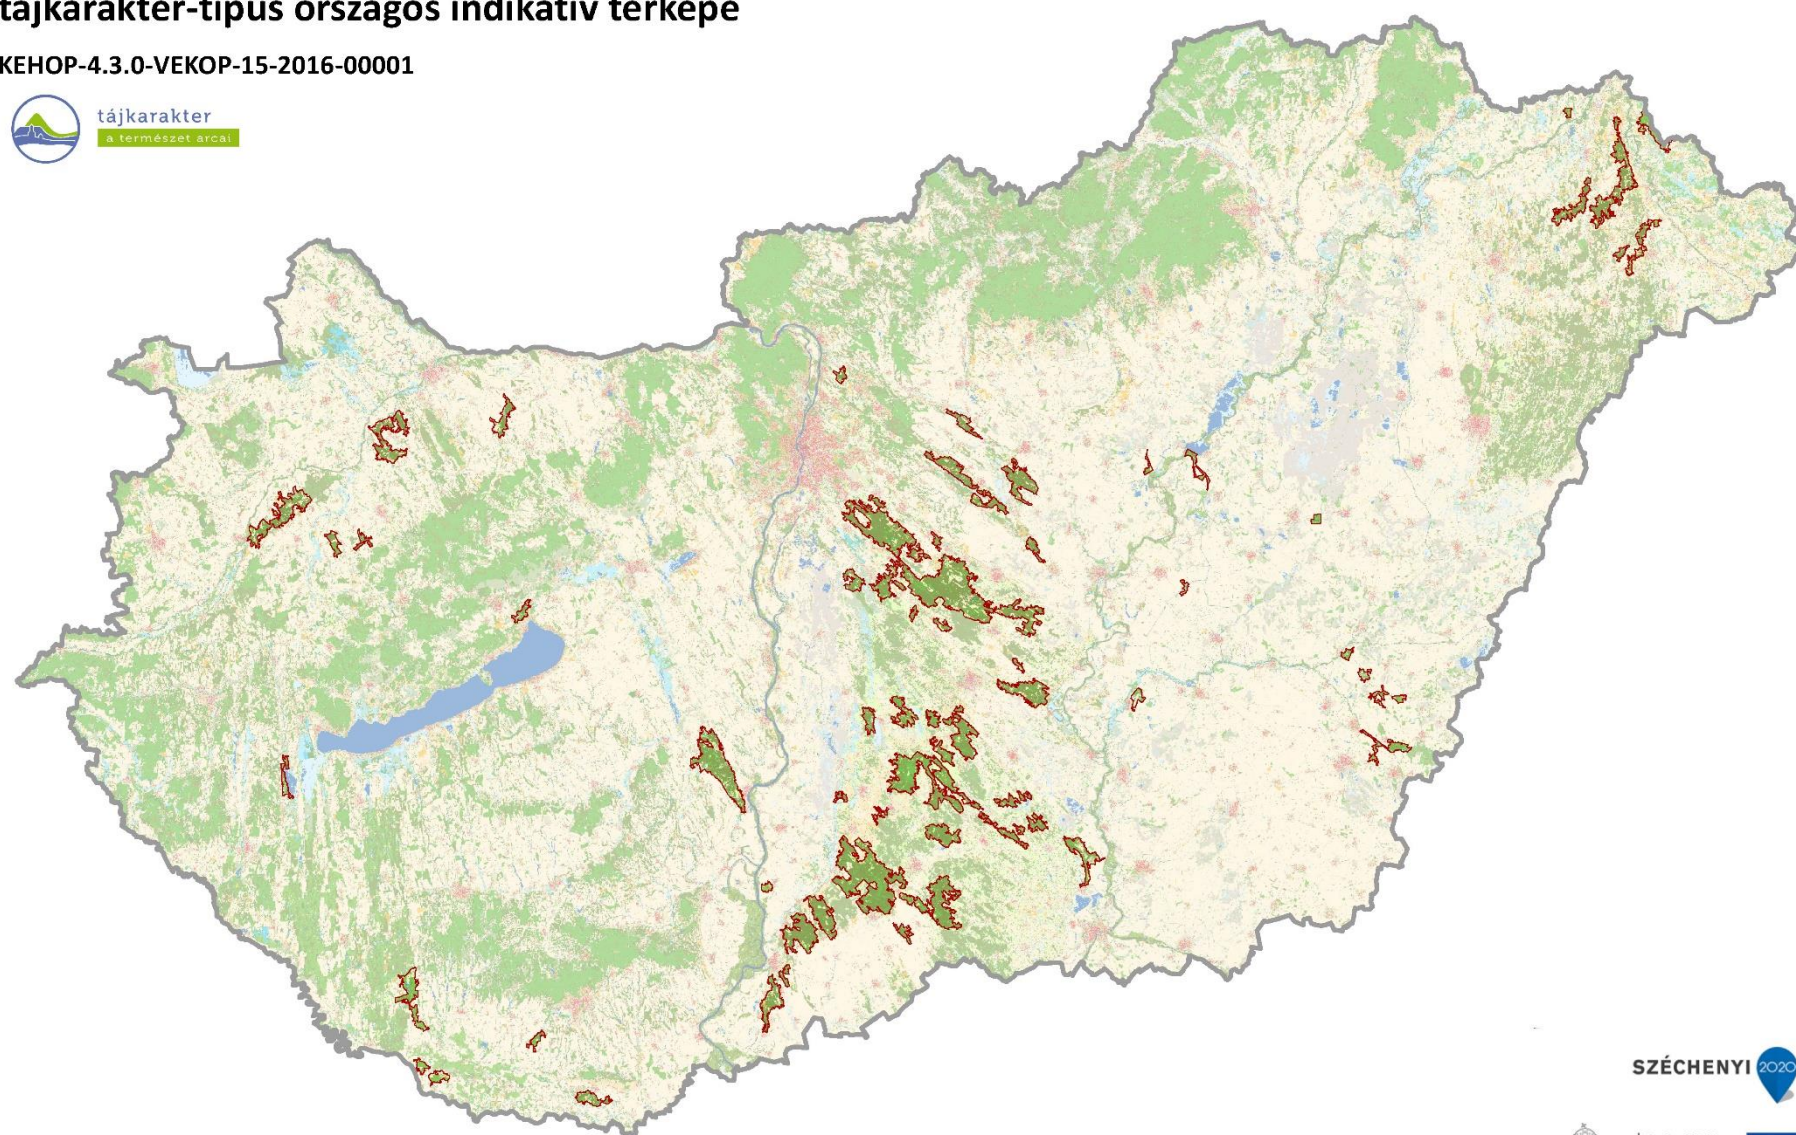 tájkarakter-típus országos indikatív térképe
KEHOP-4.3.0-VEKOP-15-2016-00001
tájkarakter
a természet arcai
SZÉCHENYI 2020